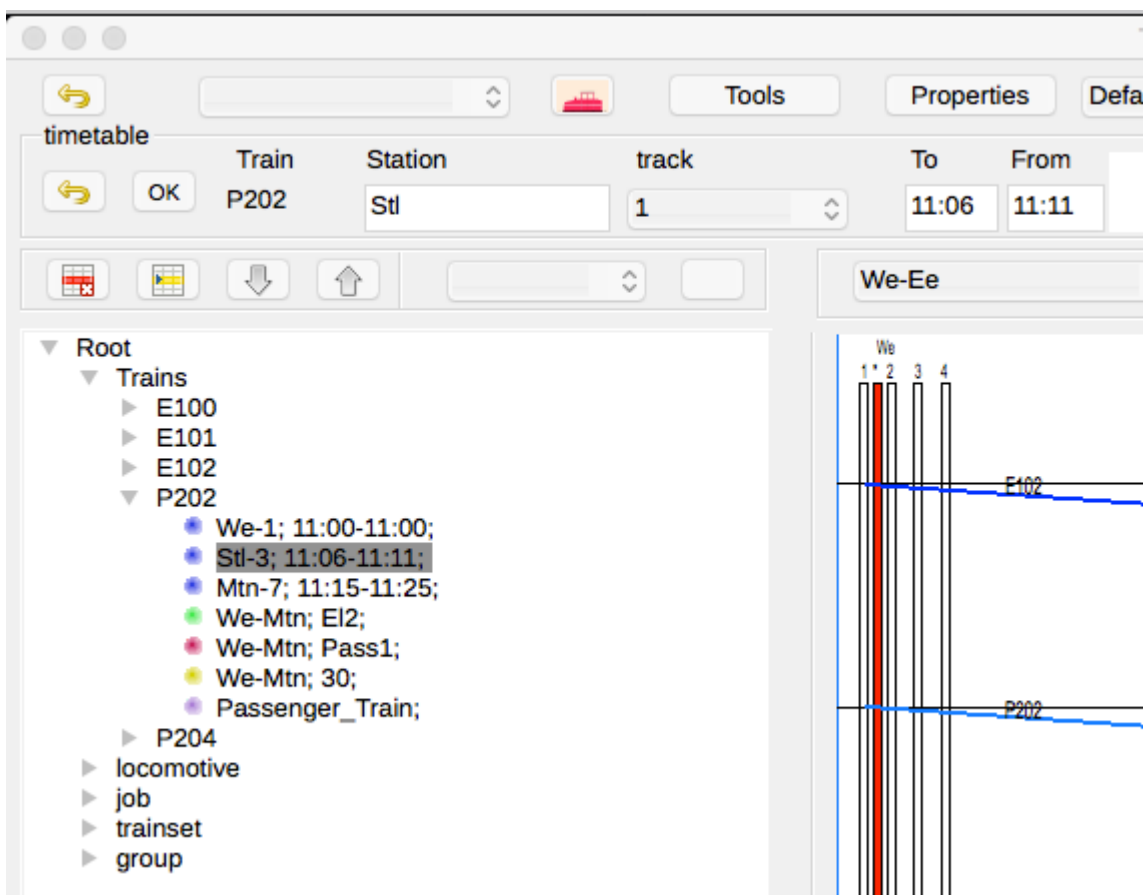 Tools Properties Defa
timetable
Train Station track To From
OK P202 Stl 1 11:06 11:11
We-Ee
Root
Trains
E100
E101
E102
P202
We-1; 11:00-11:00;
Stl-3; 11:06-11:11;
Mtn-7; 11:15-11:25;
We-Mtn; El2;
We-Mtn; Pass1;
We-Mtn; 30;
Passenger_Train;
P204
locomotive
job
trainset
group
We
1 * 2 3 4
E102
P202